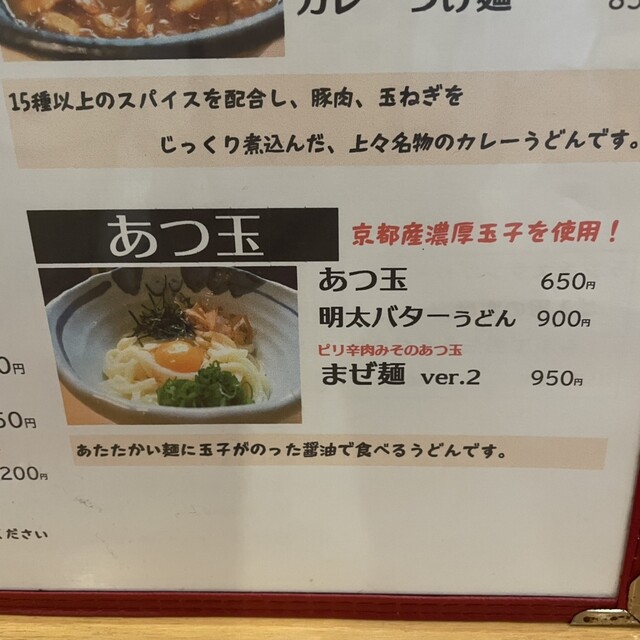 カレーつけ麺
15種以上のスパイスを配合し、豚肉、玉ねぎを
じっくり煮込んだ、上々名物のカレーうどんです。
あつ玉
京都産濃厚玉子を使用！
あつ玉 650円
明太バターうどん 900円
ピリ辛肉みそのあつ玉
まぜ麺 ver.2 950円
あたたかい麺に玉子がのった醤油で食べるうどんです。
0円
50円
200円
ください